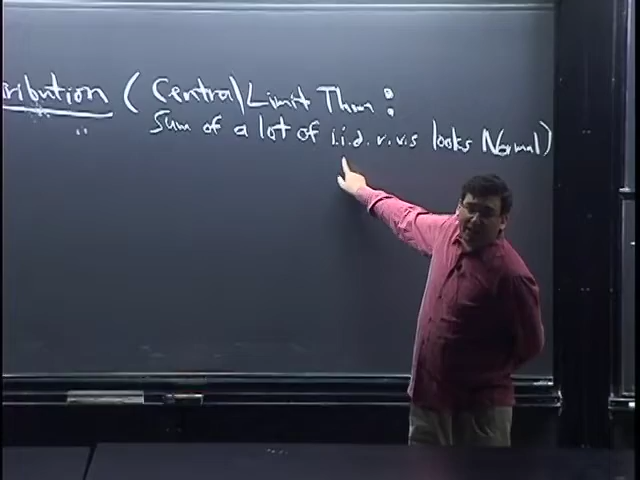 ribution (Central Limit Thm:
Sum of a lot of i.i.d. r.v.s looks Normal)